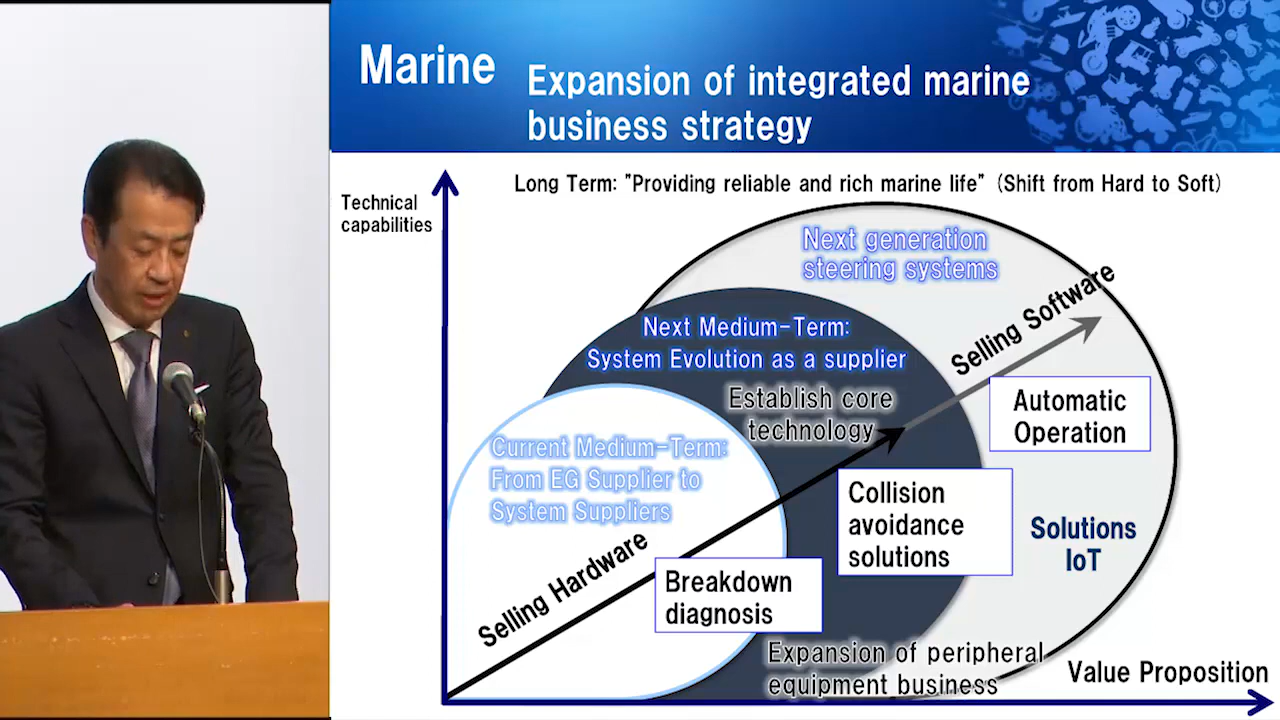 Marine
Expansion of integrated marine
business strategy
Long Term: "Providing reliable and rich marine life" (Shift from Hard to Soft)
Technical
capabilities
Next generation
steering systems
Selling Software
Next Medium-Term:
System Evolution as a supplier
Establish core
technology
Automatic
Operation
Current Medium-Term:
From EG Supplier to
System Suppliers
Collision
avoidance
solutions
Solutions
IoT
Selling Hardware
Breakdown
diagnosis
Expansion of peripheral
equipment business
Value Proposition